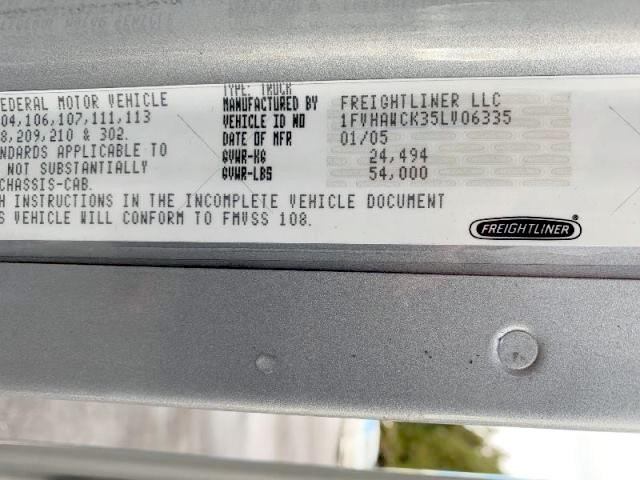 TYPE: TRUCK
EDERAL MOTOR VEHICLE
MANUFACTURED BY FREIGHTLINER LLC
04,106,107,111,113
VEHICLE ID NO 1FVHAWCK35LV06335
8,209,210 & 302.
DATE OF MFR 01/05
NDARDS APPLICABLE TO
GVWR-KG 24,494
NOT SUBSTANTIALLY
GVWR-LBS 54,000
CHASSIS-CAB.
H INSTRUCTIONS IN THE INCOMPLETE VEHICLE DOCUMENT
S VEHICLE WILL CONFORM TO FMVSS 108.
FREIGHTLINER®